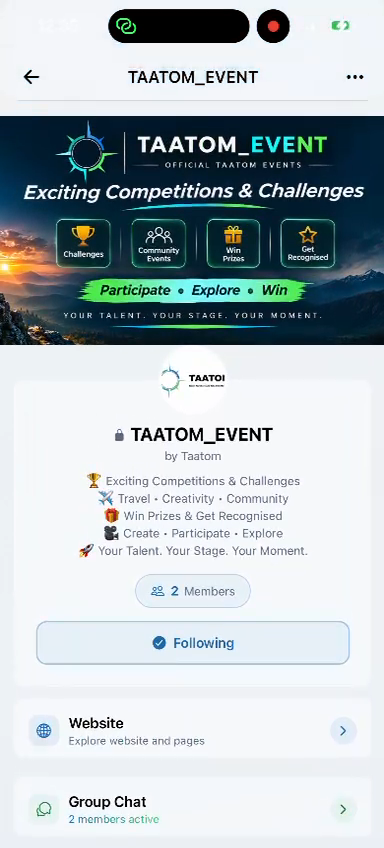 TAATOM_EVENT
TAATOM_EVENT
OFFICIAL TAATOM EVENTS
Exciting Competitions & Challenges
Challenges
Community
Events
Win
Prizes
Get
Recognised
Participate • Explore • Win
YOUR TALENT. YOUR STAGE. YOUR MOMENT.
TAATOI
TAATOM_EVENT
by Taatom
🏆 Exciting Competitions & Challenges
✈️ Travel • Creativity • Community
🎁 Win Prizes & Get Recognised
🎥 Create • Participate • Explore
🚀 Your Talent. Your Stage. Your Moment.
2 Members
Following
Website
Explore website and pages
Group Chat
2 members active